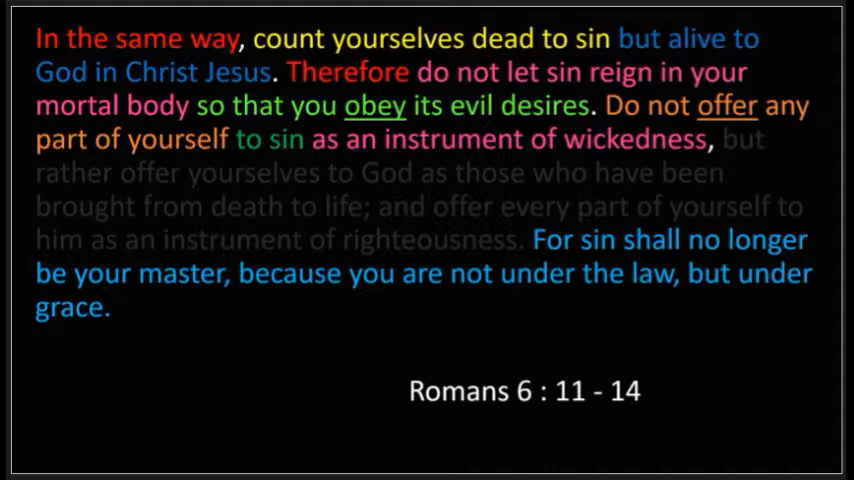 In the same way, count yourselves dead to sin but alive to
God in Christ Jesus. Therefore do not let sin reign in your
mortal body so that you obey its evil desires. Do not offer any
part of yourself to sin as an instrument of wickedness, but
rather offer yourselves to God as those who have been
brought from death to life; and offer every part of yourself to
him as an instrument of righteousness. For sin shall no longer
be your master, because you are not under the law, but under
grace.
Romans 6 : 11 - 14